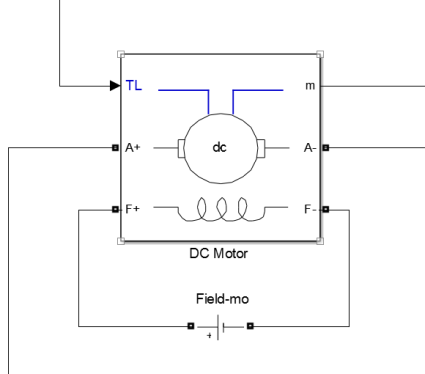 TL
m
A+
dc
A-
F+
F-
DC Motor
Field-mo
+